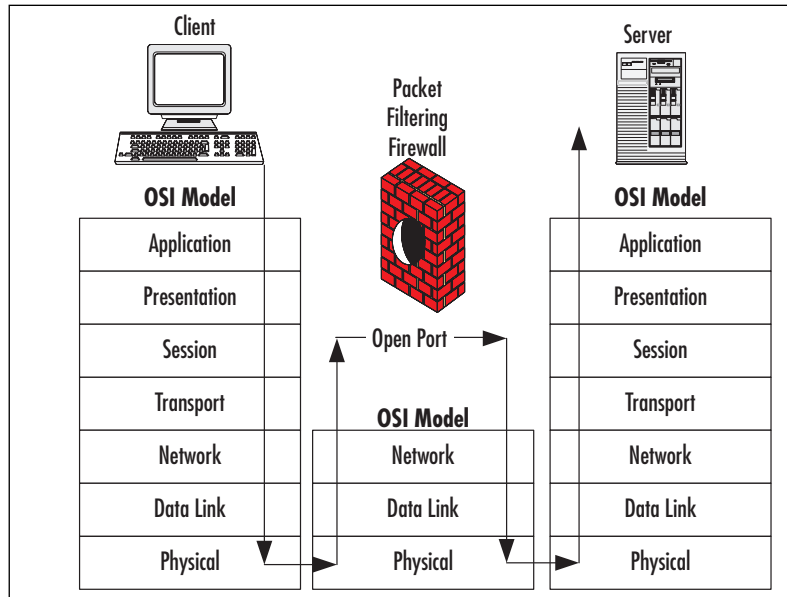 Client
Server
Packet
Filtering
Firewall
OSI Model
Application
Presentation
Session
Transport
Network
Data Link
Physical
Open Port
OSI Model
Network
Data Link
Physical
OSI Model
Application
Presentation
Session
Transport
Network
Data Link
Physical